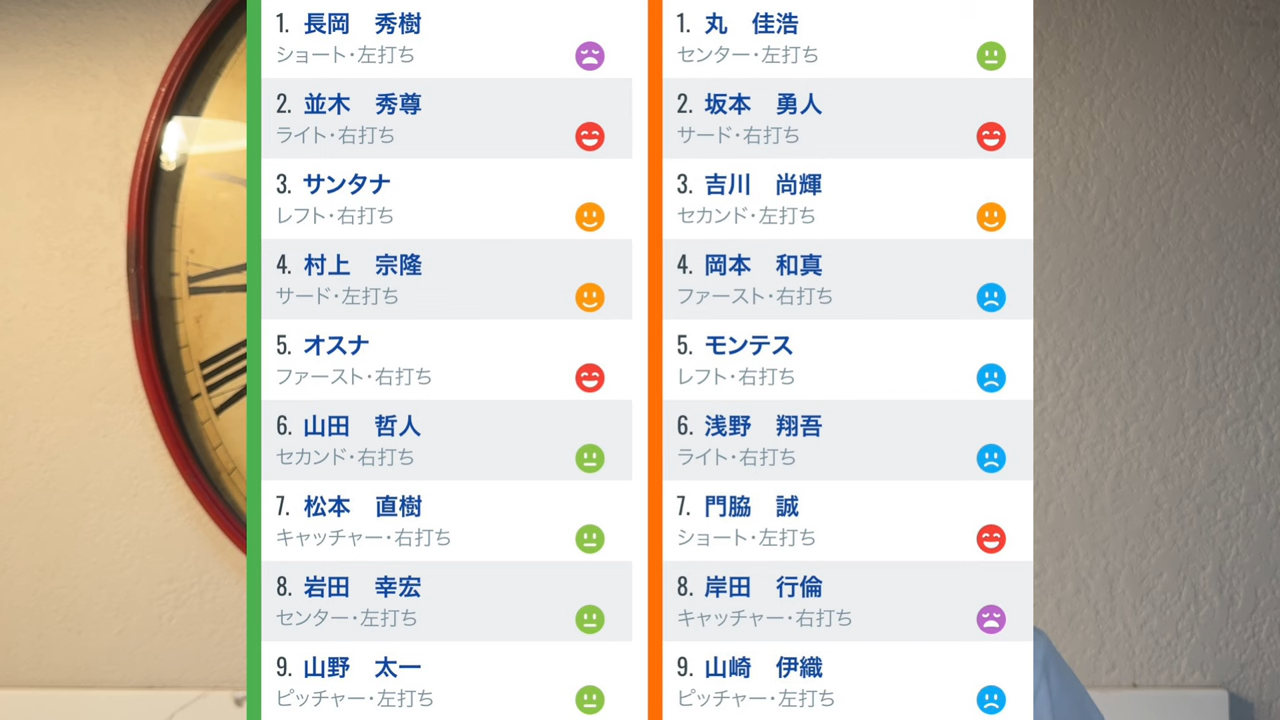 1. 長岡　秀樹
ショート・左打ち
2. 並木　秀尊
ライト・右打ち
3. サンタナ
レフト・右打ち
4. 村上　宗隆
サード・左打ち
5. オスナ
ファースト・右打ち
6. 山田　哲人
セカンド・右打ち
7. 松本　直樹
キャッチャー・右打ち
8. 岩田　幸宏
センター・左打ち
9. 山野　太一
ピッチャー・左打ち
1. 丸　佳浩
センター・左打ち
2. 坂本　勇人
サード・右打ち
3. 吉川　尚輝
セカンド・左打ち
4. 岡本　和真
ファースト・右打ち
5. モンテス
レフト・右打ち
6. 浅野　翔吾
ライト・右打ち
7. 門脇　誠
ショート・左打ち
8. 岸田　行倫
キャッチャー・右打ち
9. 山崎　伊織
ピッチャー・左打ち